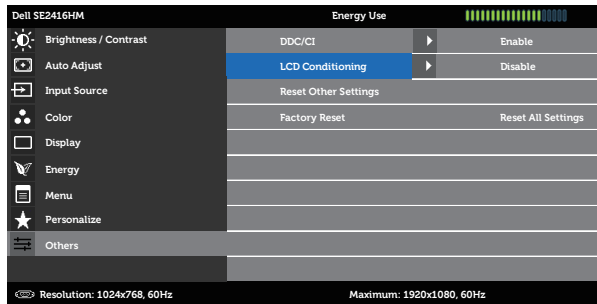 Dell SE2416HM Energy Use
Brightness / Contrast DDC/CI Enable
Auto Adjust LCD Conditioning Disable
Input Source Reset Other Settings
Color Factory Reset Reset All Settings
Display
Energy
Menu
Personalize
Others
Resolution: 1024x768, 60Hz Maximum: 1920x1080, 60Hz